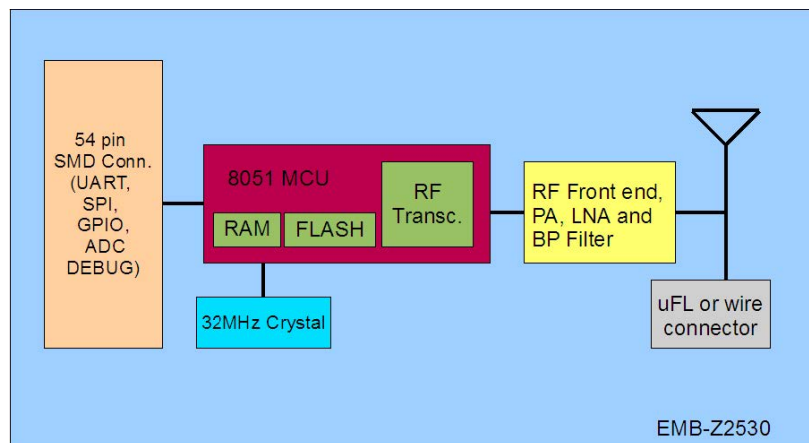 54 pin
SMD Conn.
(UART,
SPI,
GPIO,
ADC
DEBUG)
8051 MCU
RAM
FLASH
RF
Transc.
32MHz Crystal
RF Front end,
PA, LNA and
BP Filter
uFL or wire
connector
EMB-Z2530